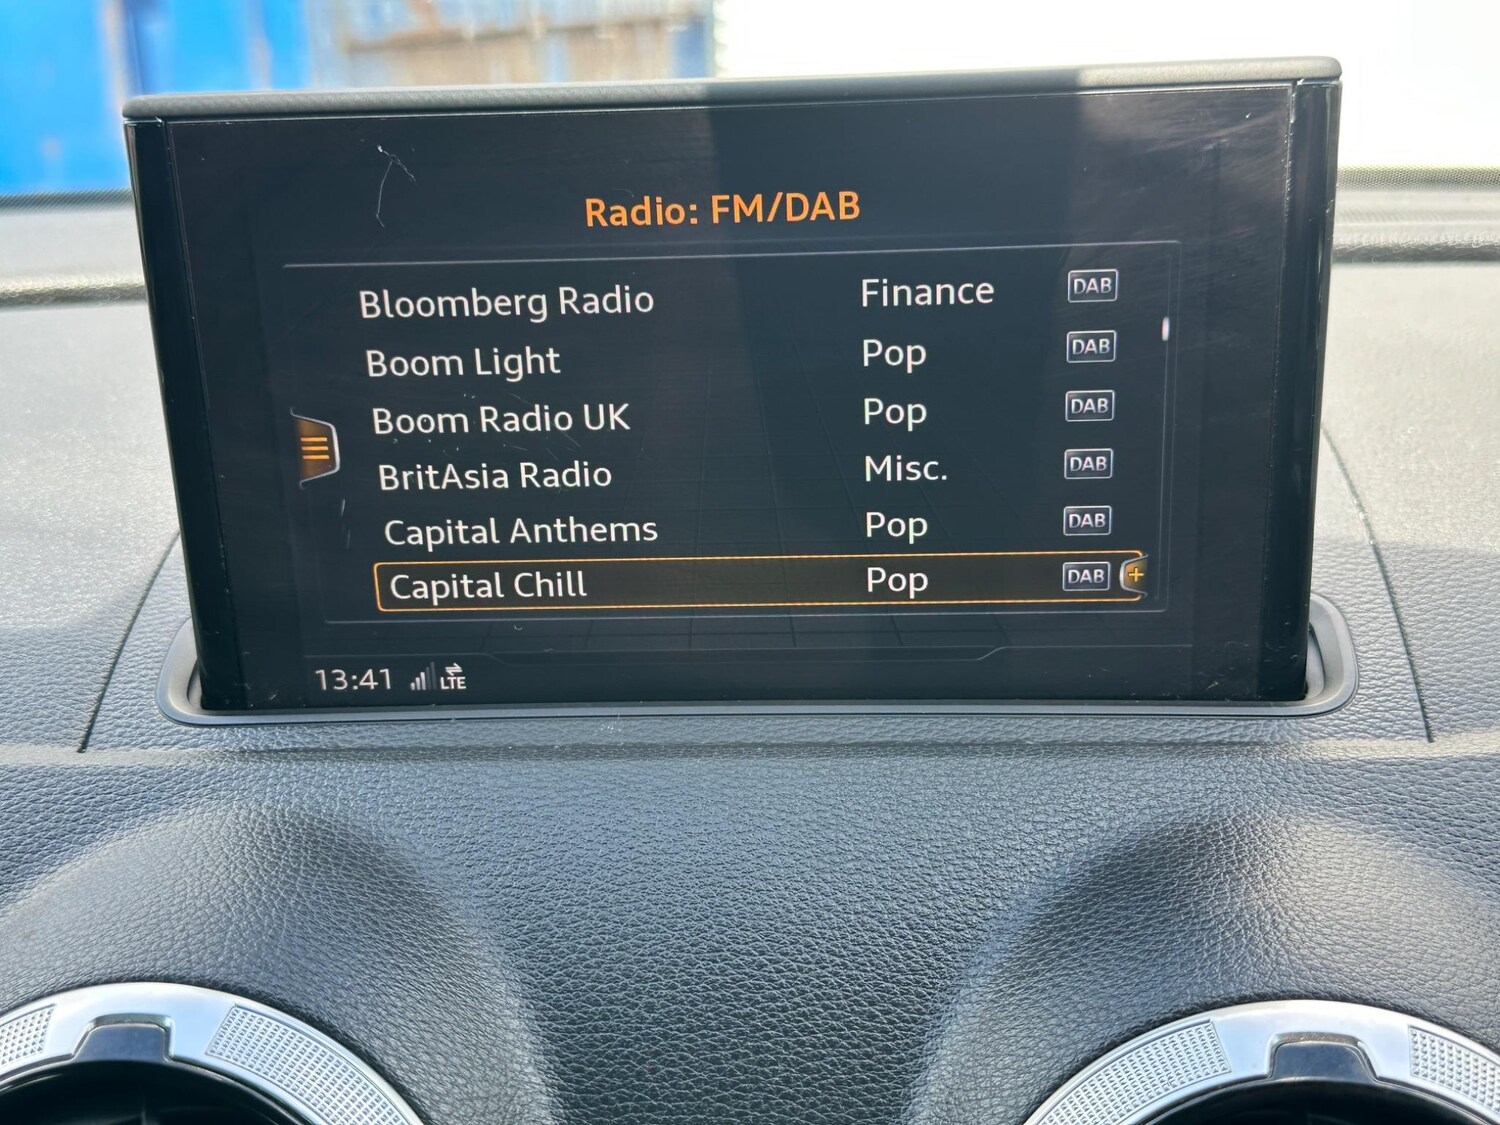 Radio: FM/DAB
Bloomberg Radio Finance DAB
Boom Light Pop DAB
Boom Radio UK Pop DAB
BritAsia Radio Misc. DAB
Capital Anthems Pop DAB
Capital Chill Pop DAB +
13:41 LTE